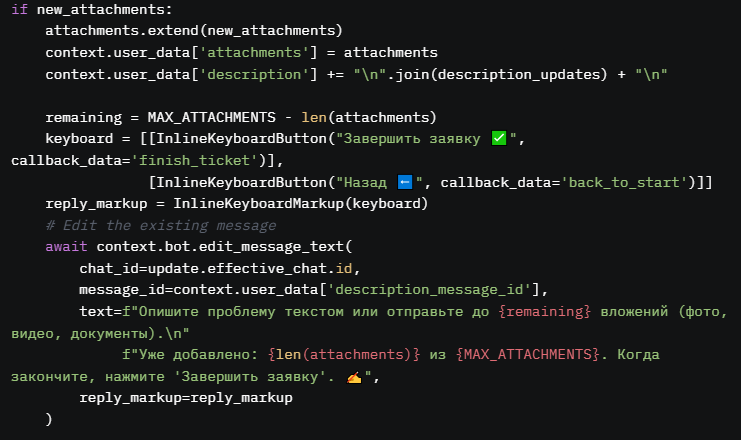 if new_attachments:
    attachments.extend(new_attachments)
    context.user_data['attachments'] = attachments
    context.user_data['description'] += "\n".join(description_updates) + "\n"

    remaining = MAX_ATTACHMENTS - len(attachments)
    keyboard = [[InlineKeyboardButton("Завершить заявку ✅",
callback_data='finish_ticket')],
                [InlineKeyboardButton("Назад ⬅️", callback_data='back_to_start')]]
    reply_markup = InlineKeyboardMarkup(keyboard)
    # Edit the existing message
    await context.bot.edit_message_text(
        chat_id=update.effective_chat.id,
        message_id=context.user_data['description_message_id'],
        text=f"Опишите проблему текстом или отправьте до {remaining} вложений (фото,
видео, документы).\n"
             f"Уже добавлено: {len(attachments)} из {MAX_ATTACHMENTS}. Когда
закончите, нажмите 'Завершить заявку'. ✍️",
        reply_markup=reply_markup
    )